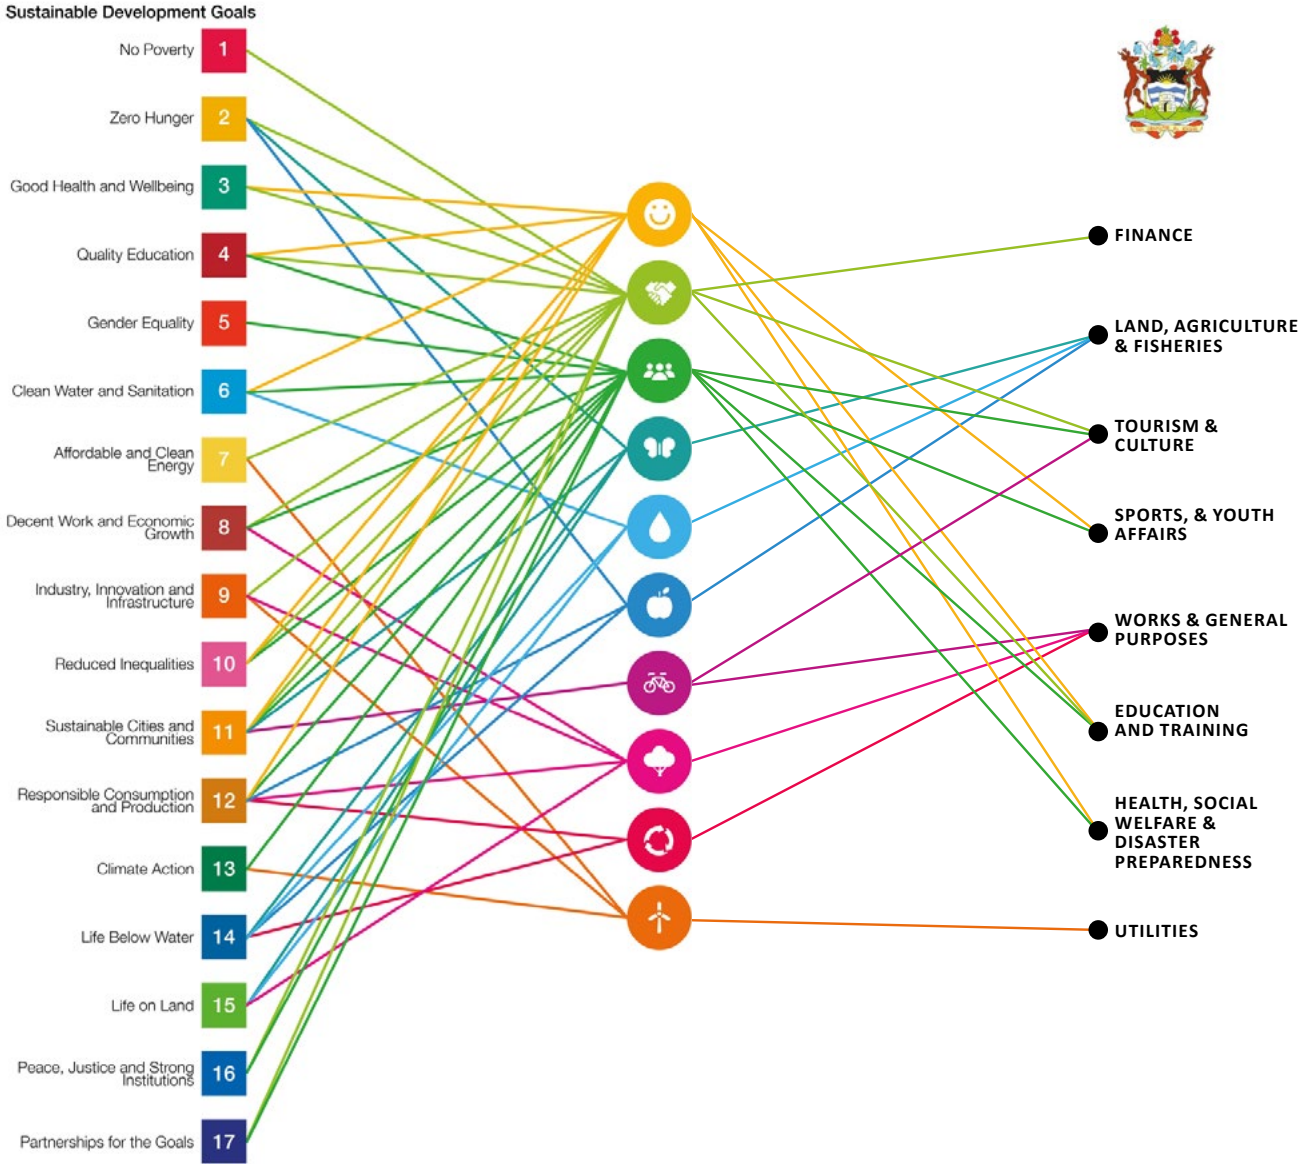 Sustainable Development Goals
No Poverty 1
Zero Hunger 2
Good Health and Wellbeing 3
Quality Education 4
Gender Equality 5
Clean Water and Sanitation 6
Affordable and Clean
Energy 7
Decent Work and Economic
Growth 8
Industry, Innovation and
Infrastructure 9
Reduced Inequalities 10
Sustainable Cities and
Communities 11
Responsible Consumption
and Production 12
Climate Action 13
Life Below Water 14
Life on Land 15
Peace, Justice and Strong
Institutions 16
Partnerships for the Goals 17
FINANCE
LAND, AGRICULTURE
& FISHERIES
TOURISM &
CULTURE
SPORTS, & YOUTH
AFFAIRS
WORKS & GENERAL
PURPOSES
EDUCATION
AND TRAINING
HEALTH, SOCIAL
WELFARE &
DISASTER
PREPAREDNESS
UTILITIES